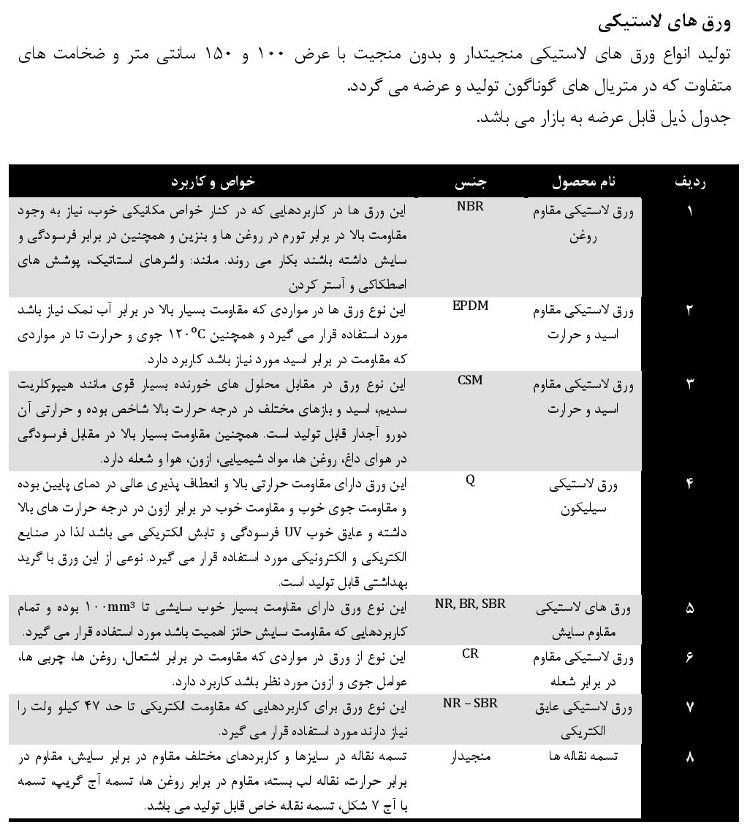 ورق های لاستیکی
تولید انواع ورق های لاستیکی منجیتدار و بدون منجیت با عرض ۱۰۰ و ۱۵۰ سانتی متر و ضخامت های
متفاوت که در متریال های گوناگون تولید و عرضه می گردد.
جدول ذیل قابل عرضه به بازار می باشد.
ردیف نام محصول جنس خواص و کاربرد
۱ ورق لاستیکی مقاوم NBR این ورق ها در کاربردهایی که در کنار خواص مکانیکی خوب، نیاز به وجود
روغن مقاومت بالا در برابر تورم در روغن ها و بنزین و همچنین در برابر فرسودگی و
سایش داشته باشند بکار می روند. مانند: واشرهای استاتیک، پوشش های
اصطکاکی و آستر کردن
۲ ورق لاستیکی مقاوم EPDM این نوع ورق ها در مواردی که مقاومت بسیار بالا در برابر آب نمک نیاز باشد
اسید و حرارت مورد استفاده قرار می گیرد و همچنین ۱۲۰°C جوی و حرارت تا در مواردی
که مقاومت در برابر اسید مورد نیاز باشد کاربرد دارد.
۳ ورق لاستیکی مقاوم CSM این نوع ورق در مقابل محلول های خورنده بسیار قوی مانند هیپوکلریت
اسید و حرارت سدیم، اسید و بازهای مختلف در درجه حرارت بالا شاخص بوده و حرارتی آن
دورو آجدار قابل تولید است. همچنین مقاومت بسیار بالا در مقابل فرسودگی
در هوای داغ، روغن ها، مواد شیمیایی، ازون، هوا و شعله دارد.
۴ ورق لاستیکی Q این ورق دارای مقاومت حرارتی بالا و انعطاف پذیری عالی در دمای پایین بوده
سیلیکون و مقاومت جوی خوب و مقاومت خوب در برابر ازون در درجه حرارت های بالا
داشته و عایق خوب UV فرسودگی و تابش الکتریکی می باشد لذا در صنایع
الکتریکی و الکترونیکی مورد استفاده قرار می گیرد. نوعی از این ورق با گرید
بهداشتی قابل تولید است.
۵ ورق های لاستیکی NR, BR, SBR این نوع ورق دارای مقاومت بسیار خوب سایشی تا ۱۰۰mm³ بوده و تمام
مقاوم سایش کاربردهایی که مقاومت سایش حائز اهمیت باشد مورد استفاده قرار می گیرد.
۶ ورق لاستیکی مقاوم CR این نوع از ورق در مواردی که مقاومت در برابر اشتعال، روغن ها، چربی ها،
در برابر شعله عوامل جوی و ازون مورد نظر باشد کاربرد دارد.
۷ ورق لاستیکی عایق NR – SBR این نوع ورق برای کاربردهایی که مقاومت الکتریکی تا حد ۴۷ کیلو ولت را
الکتریکی نیاز دارند مورد استفاده قرار می گیرد.
۸ تسمه نقاله ها منجیدار تسمه نقاله در سایزها و کاربردهای مختلف مقاوم در برابر سایش، مقاوم در
برابر حرارت، نقاله لب بسته، مقاوم در برابر روغن ها، تسمه آج گریپ، تسمه
با آج ۷ شکل، تسمه نقاله خاص قابل تولید می باشد.